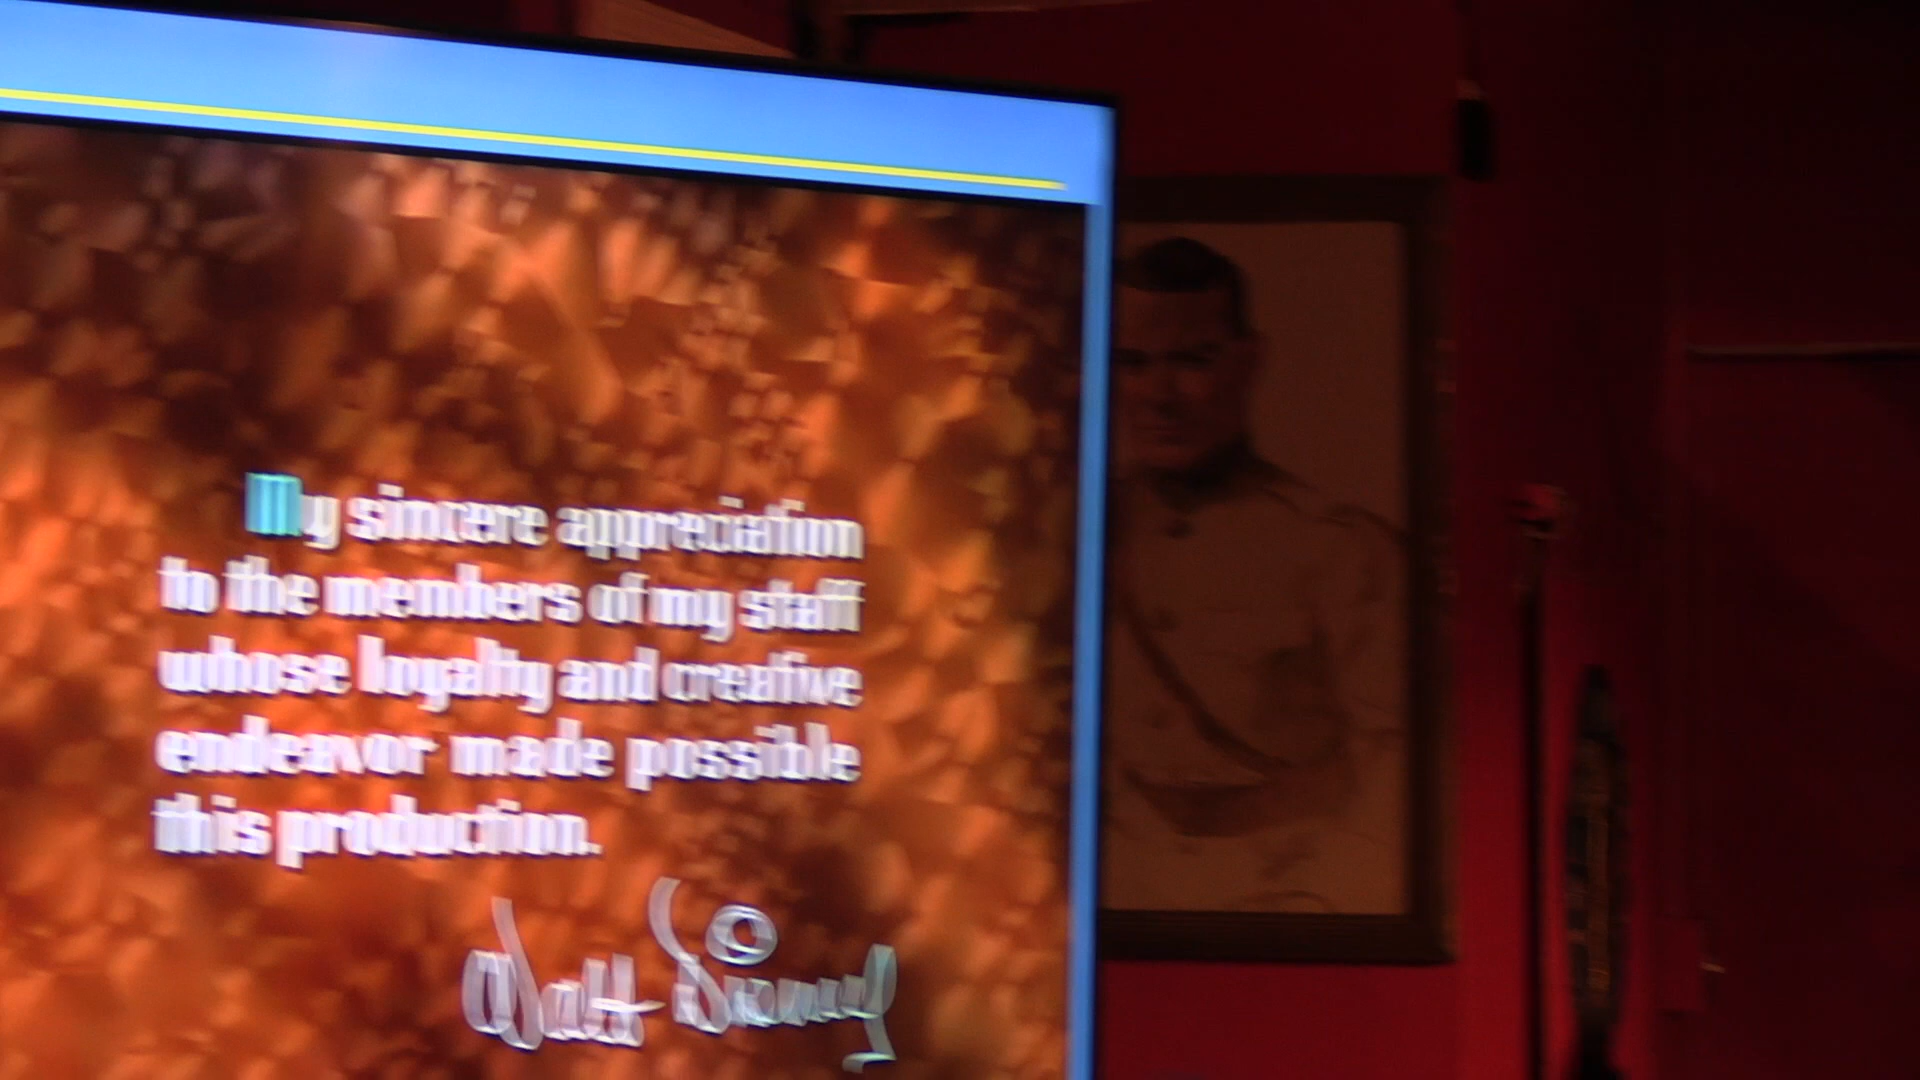 My sincere appreciation
to the members of my staff
whose loyalty and creative
endeavor made possible
this production.
Walt Disney